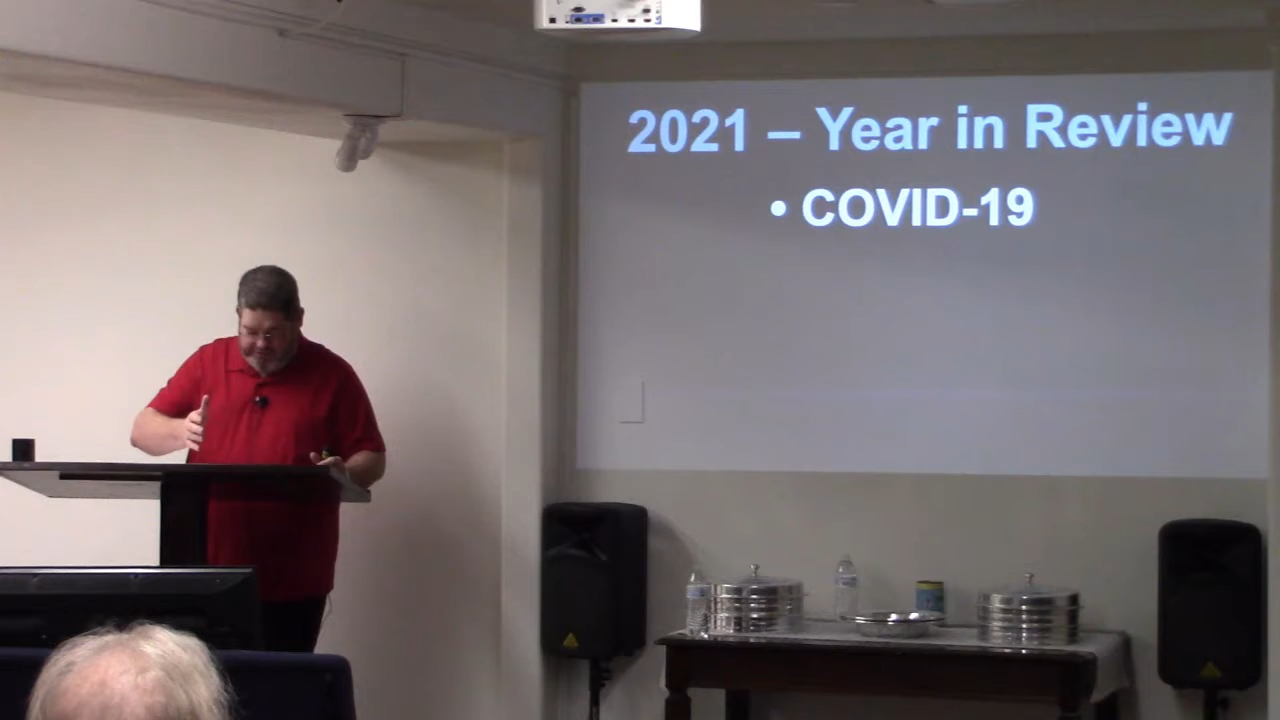 2021 – Year in Review
• COVID-19